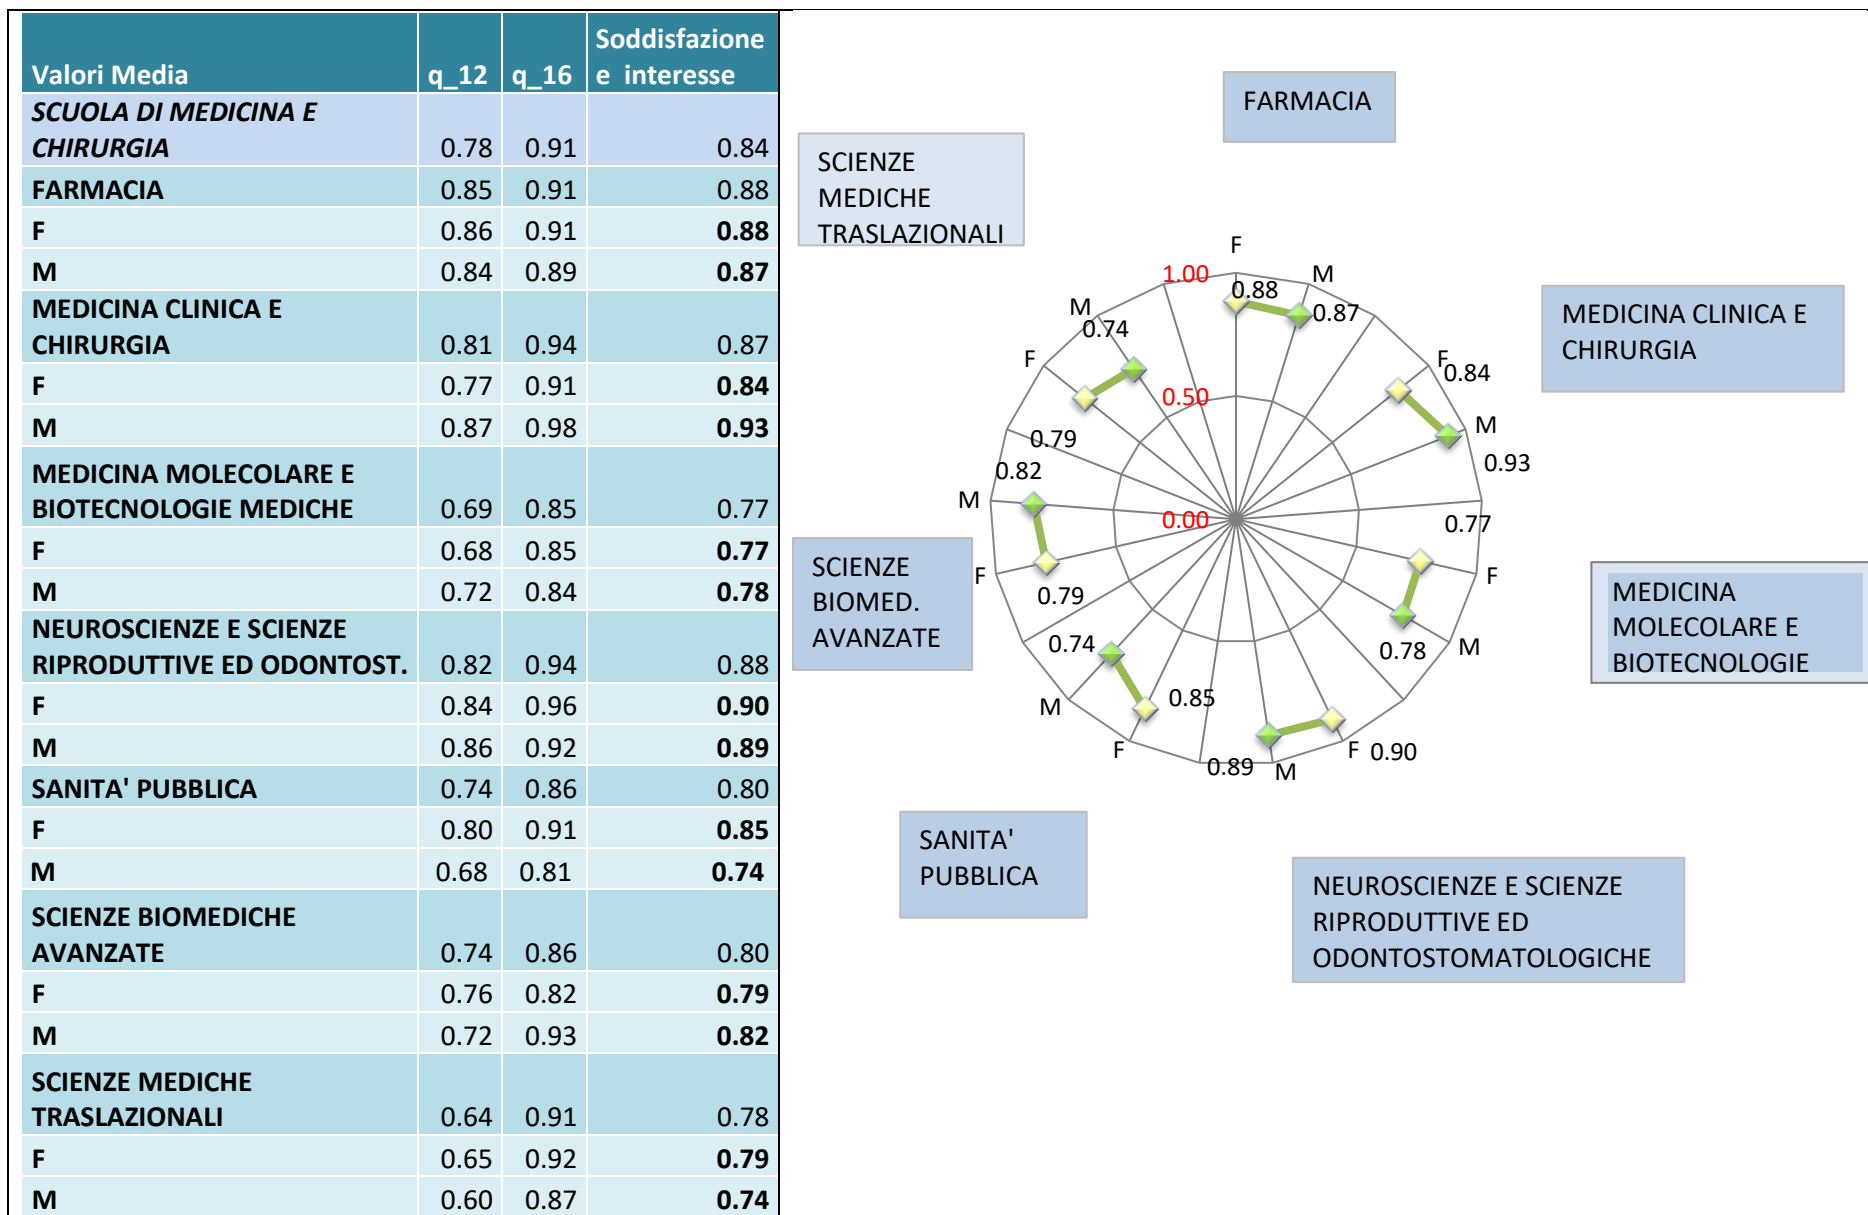 Valori Media q_12 q_16 Soddisfazione e interesse
SCUOLA DI MEDICINA E
CHIRURGIA 0.78 0.91 0.84
FARMACIA 0.85 0.91 0.88
F 0.86 0.91 0.88
M 0.84 0.89 0.87
MEDICINA CLINICA E
CHIRURGIA 0.81 0.94 0.87
F 0.77 0.91 0.84
M 0.87 0.98 0.93
MEDICINA MOLECOLARE E
BIOTECNOLOGIE MEDICHE 0.69 0.85 0.77
F 0.68 0.85 0.77
M 0.72 0.84 0.78
NEUROSCIENZE E SCIENZE
RIPRODUTTIVE ED ODONTOST. 0.82 0.94 0.88
F 0.84 0.96 0.90
M 0.86 0.92 0.89
SANITA' PUBBLICA 0.74 0.86 0.80
F 0.80 0.91 0.85
M 0.68 0.81 0.74
SCIENZE BIOMEDICHE
AVANZATE 0.74 0.86 0.80
F 0.76 0.82 0.79
M 0.72 0.93 0.82
SCIENZE MEDICHE
TRASLAZIONALI 0.64 0.91 0.78
F 0.65 0.92 0.79
M 0.60 0.87 0.74
FARMACIA
SCIENZE
MEDICHE
TRASLAZIONALI
MEDICINA CLINICA E
CHIRURGIA
MEDICINA
MOLECOLARE E
BIOTECNOLOGIE
NEUROSCIENZE E SCIENZE
RIPRODUTTIVE ED
ODONTOSTOMATOLOGICHE
SANITA'
PUBBLICA
SCIENZE
BIOMED.
AVANZATE
1.00
0.50
0.00
F
0.88
M
0.87
F
0.84
M
0.93
0.77
F
M
0.78
F
0.90
M
0.89
F
0.85
M
0.74
F
0.79
M
0.82
F
0.79
M
0.74